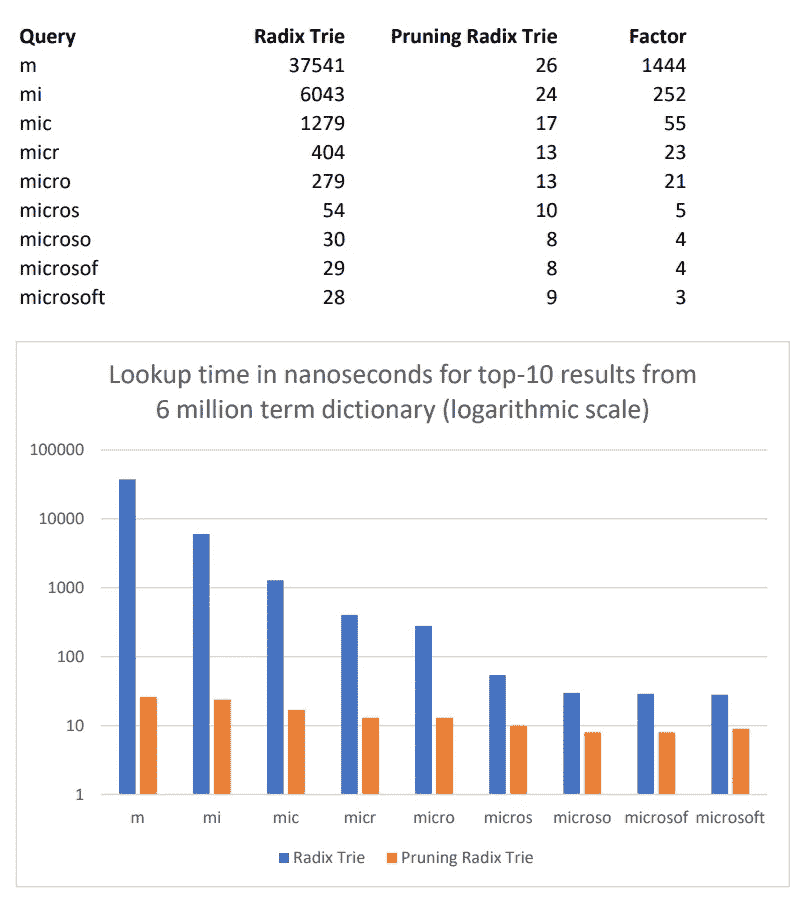 Query Radix Trie Pruning Radix Trie Factor
m 37541 26 1444
mi 6043 24 252
mic 1279 17 55
micr 404 13 23
micro 279 13 21
micros 54 10 5
microso 30 8 4
microsof 29 8 4
microsoft 28 9 3
Lookup time in nanoseconds for top-10 results from
6 million term dictionary (logarithmic scale)
100000
10000
1000
100
10
1
m mi mic micr micro micros microso microsof microsoft
Radix Trie Pruning Radix Trie